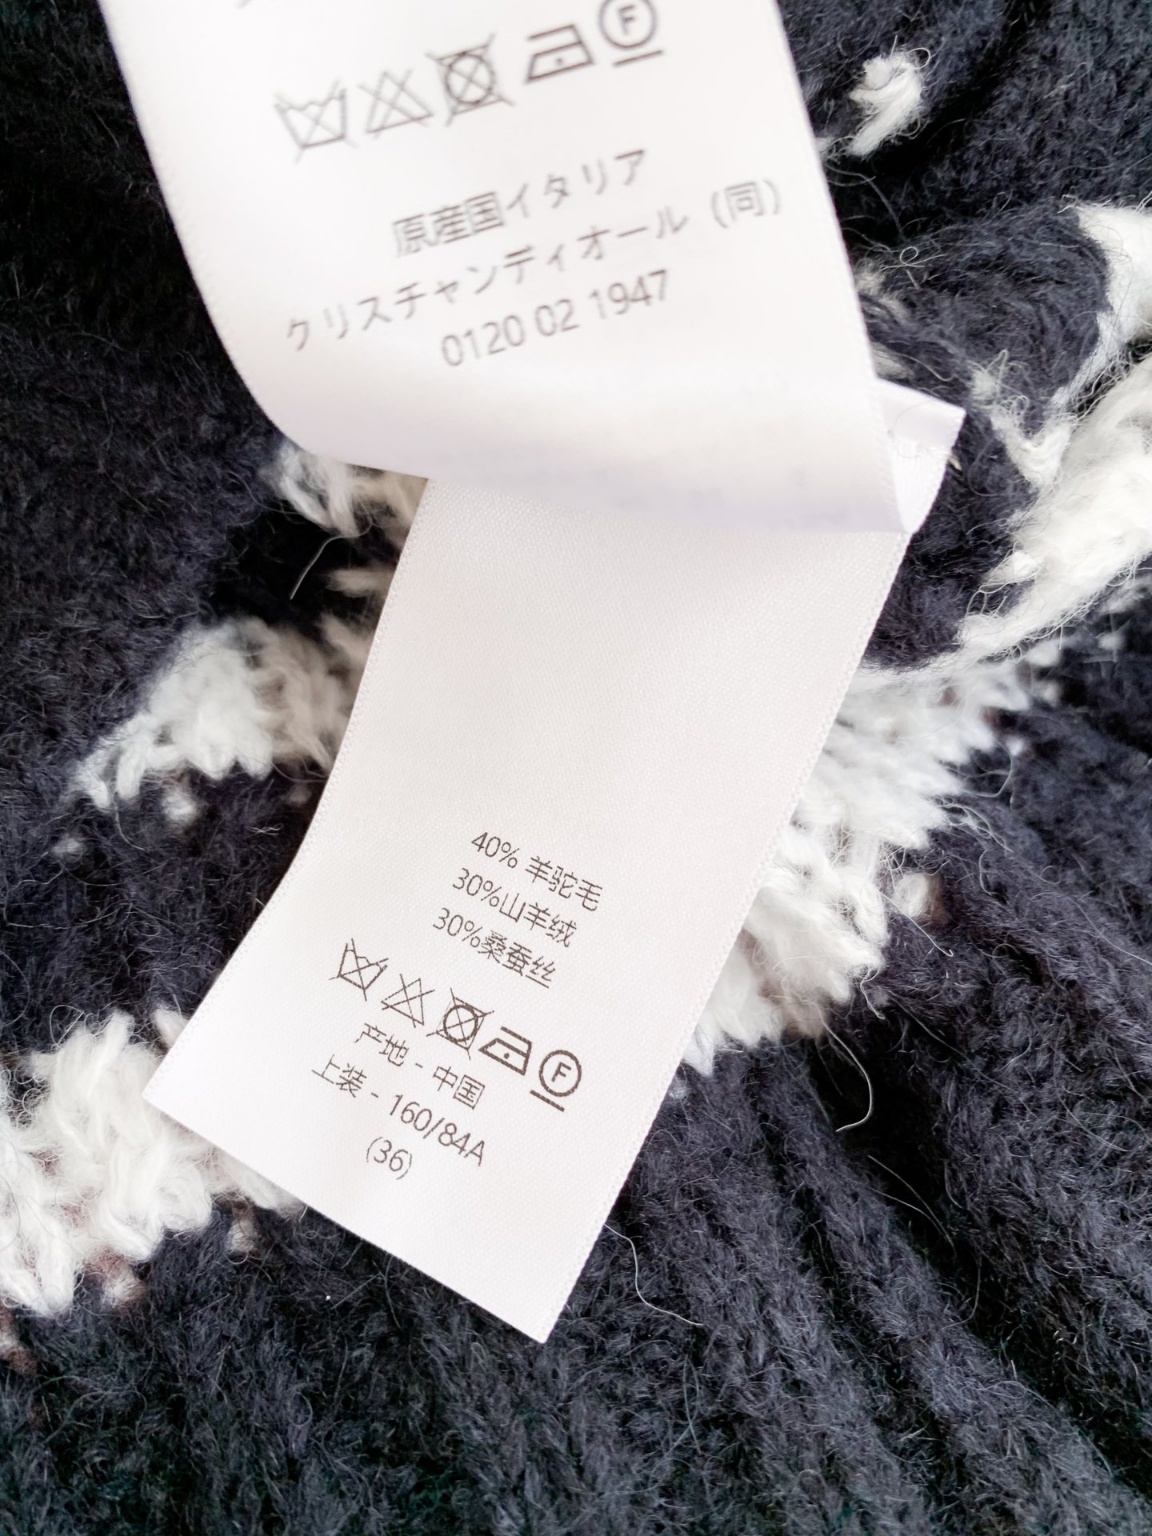 F
原産国イタリア
クリスチャンディオール (同)
0120 02 1947
40% 羊驼毛
30%山羊绒
30%桑蚕丝
F
产地 - 中国
上装 - 160/84A
(36)